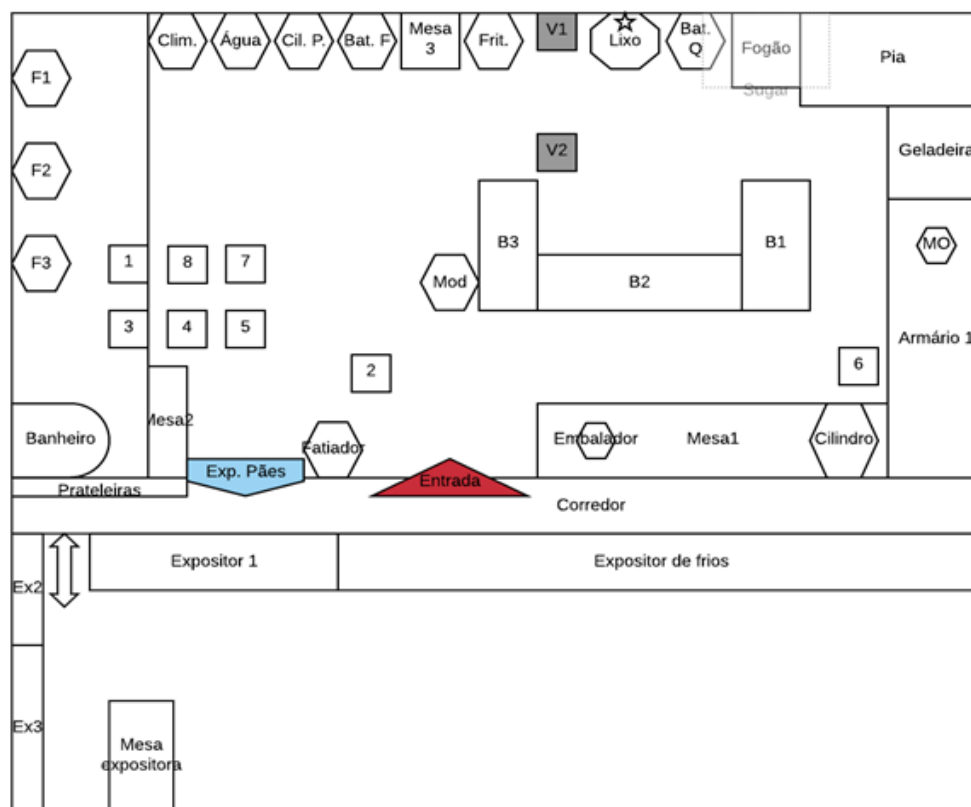 Clim.
Água
Cil. P.
Bat. F
Mesa
3
Frit.
V1
Lixo
Bat.
Q
Fogão
Sugar
Pia
F1
F2
F3
V2
Geladeira
B3
B1
B2
Mod
MO
1
8
7
3
4
5
2
6
Armário 1
Banheiro
Mesa2
Fatiador
Embalador
Mesa1
Cilindro
Exp. Pães
Entrada
Prateleiras
Corredor
Ex2
Expositor 1
Expositor de frios
Ex3
Mesa
expositora